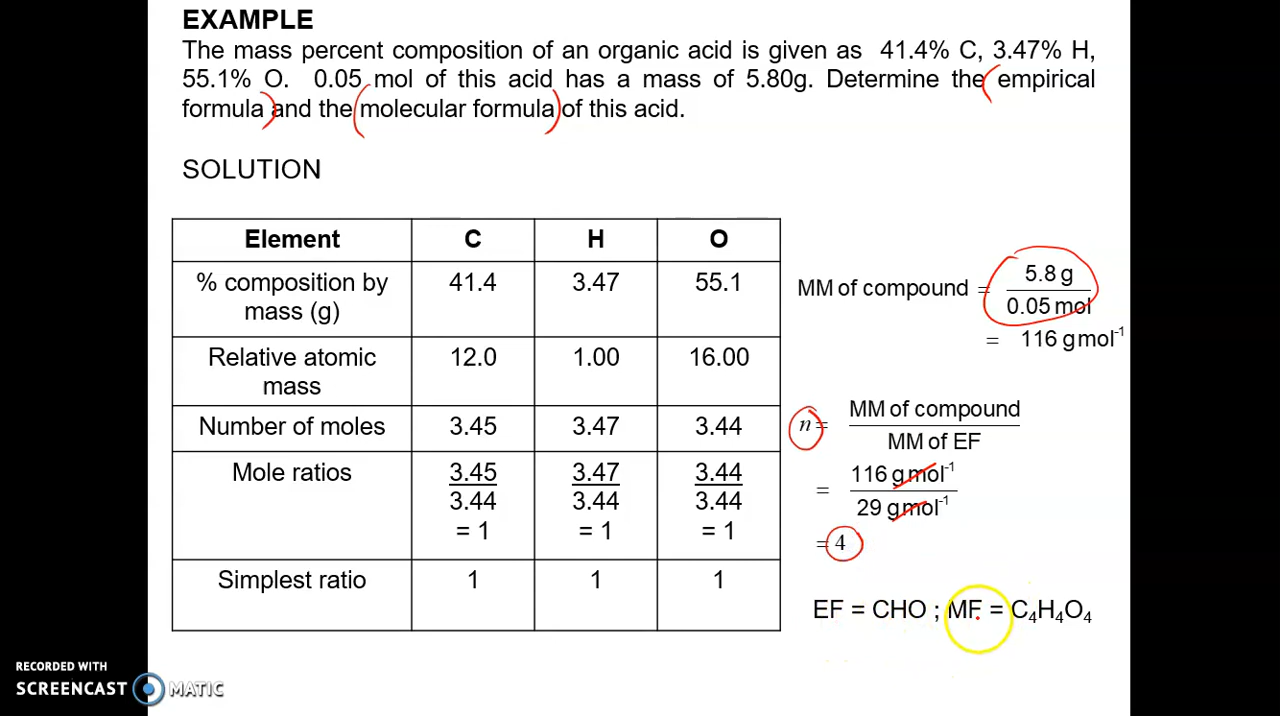 EXAMPLE
The mass percent composition of an organic acid is given as 41.4% C, 3.47% H,
55.1% O. 0.05 mol of this acid has a mass of 5.80g. Determine the empirical
formula and the molecular formula of this acid.
SOLUTION
Element C H O
% composition by mass (g) 41.4 3.47 55.1
Relative atomic mass 12.0 1.00 16.00
Number of moles 3.45 3.47 3.44
Mole ratios 3.45 3.47 3.44
3.44 3.44 3.44
= 1 = 1 = 1
Simplest ratio 1 1 1
MM of compound = 5.8 g
0.05 mol
= 116 gmol⁻¹
n = MM of compound
MM of EF
= 116 gmol⁻¹
29 gmol⁻¹
= 4
EF = CHO ; MF = C₄H₄O₄
RECORDED WITH
SCREENCAST MATIC